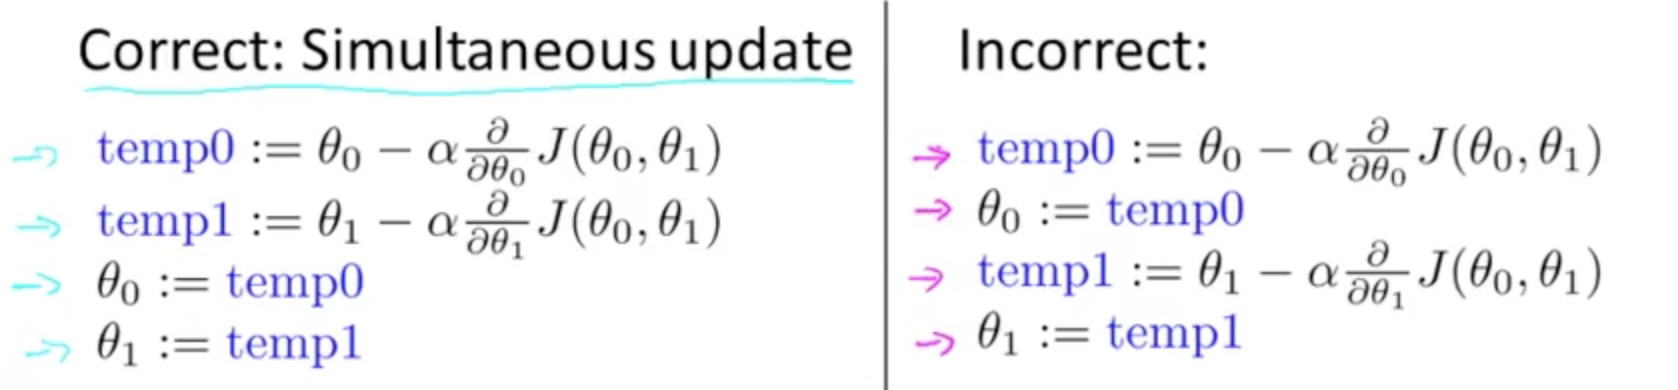 Correct: Simultaneous update
temp0 := θ₀ − α ∂/∂θ₀ J(θ₀, θ₁)
temp1 := θ₁ − α ∂/∂θ₁ J(θ₀, θ₁)
θ₀ := temp0
θ₁ := temp1
Incorrect:
temp0 := θ₀ − α ∂/∂θ₀ J(θ₀, θ₁)
θ₀ := temp0
temp1 := θ₁ − α ∂/∂θ₁ J(θ₀, θ₁)
θ₁ := temp1